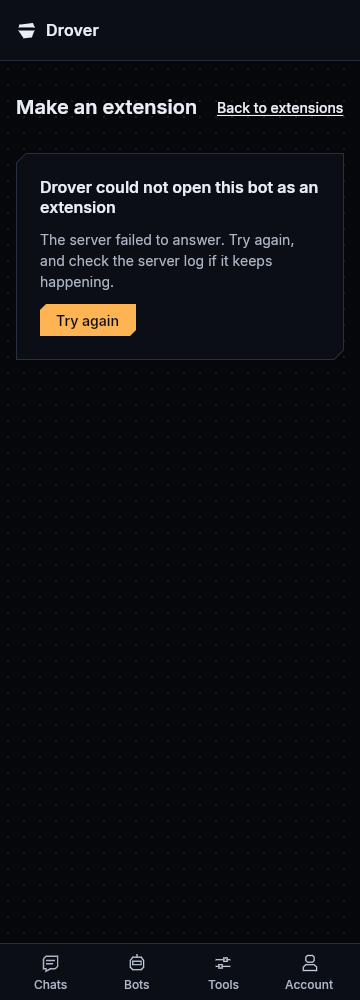 Drover
Make an extension
Back to extensions
Drover could not open this bot as an
extension
The server failed to answer. Try again,
and check the server log if it keeps
happening.
Try again
Chats
Bots
Tools
Account